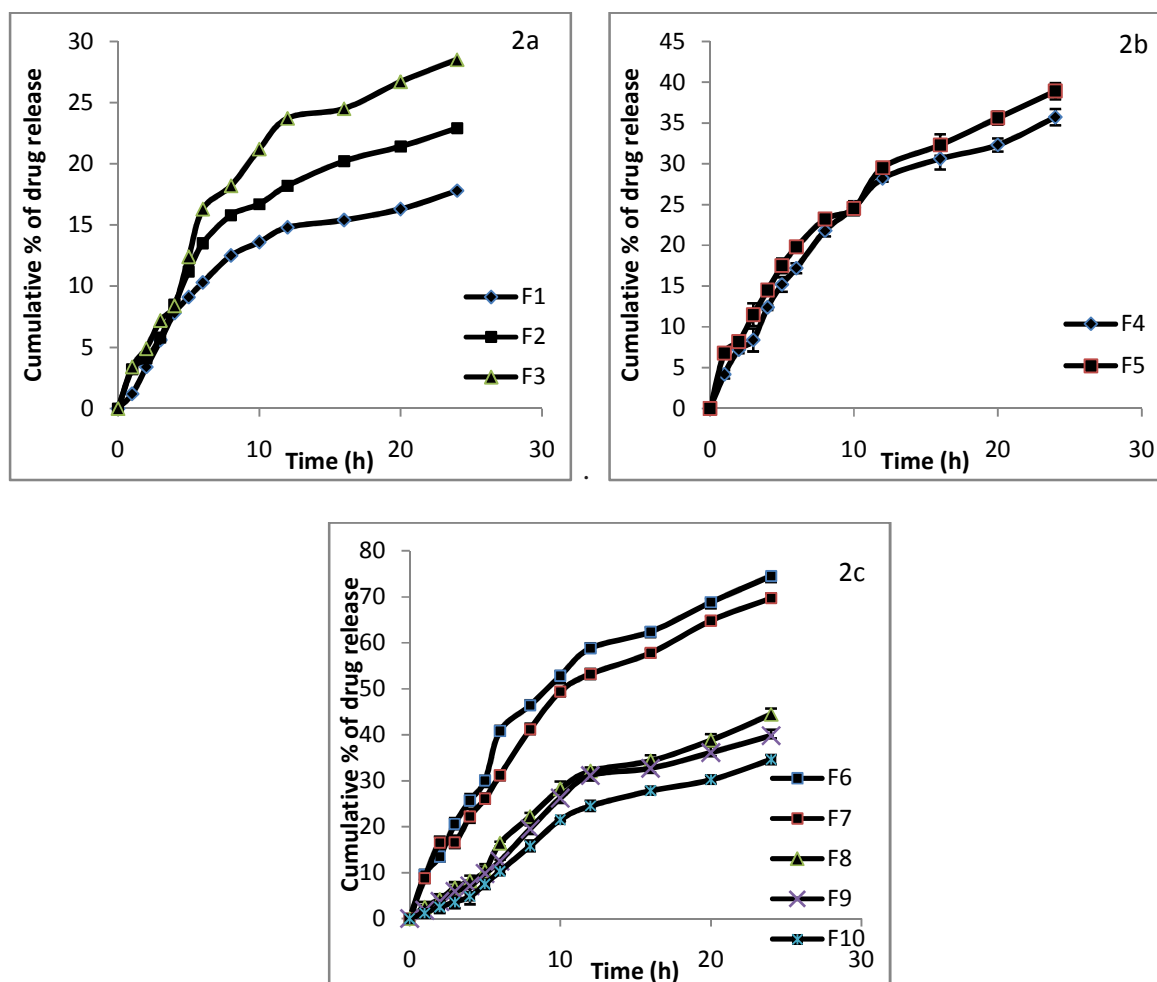 2a
Cumulative % of drug release
30
25
20
15
10
5
0
0 10 20 30
Time (h)
F1
F2
F3
.
2b
Cumulative % of drug release
45
40
35
30
25
20
15
10
5
0
0 10 20 30
Time (h)
F4
F5
2c
Cumulative % of drug release
80
70
60
50
40
30
20
10
0
0 10 20 30
Time (h)
F6
F7
F8
F9
F10